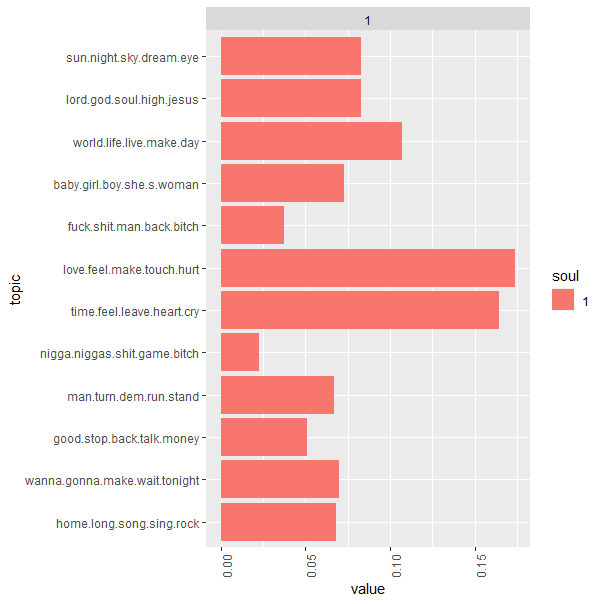 1
sun.night.sky.dream.eye
lord.god.soul.high.jesus
world.life.live.make.day
baby.girl.boy.she.s.woman
fuck.shit.man.back.bitch
love.feel.make.touch.hurt
time.feel.leave.heart.cry
nigga.niggas.shit.game.bitch
man.turn.dem.run.stand
good.stop.back.talk.money
wanna.gonna.make.wait.tonight
home.long.song.sing.rock
topic
0.00
0.05
0.10
0.15
value
soul
1